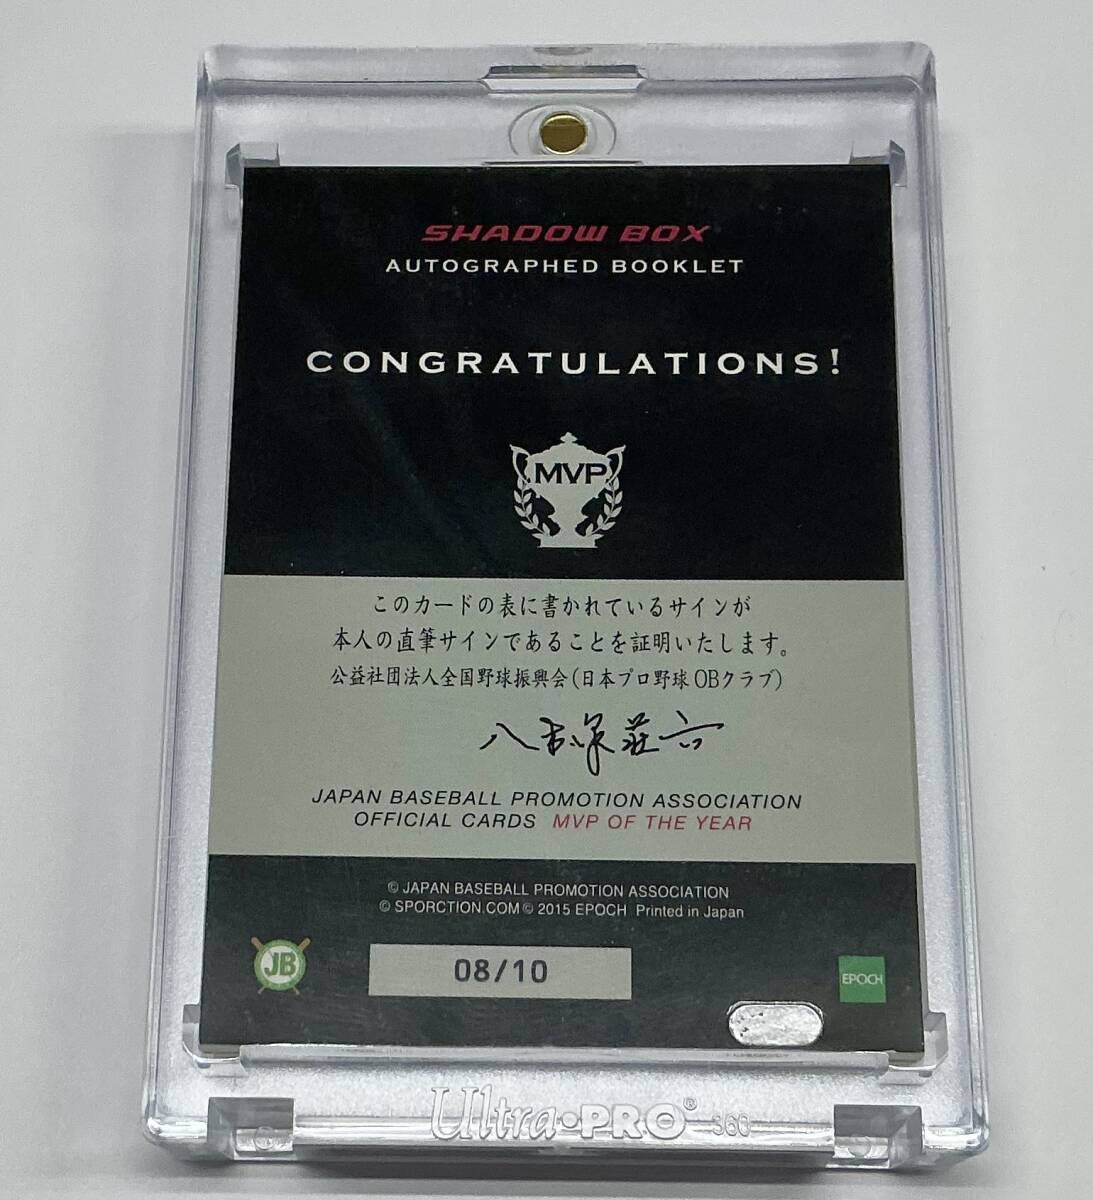 SHADOW BOX
AUTOGRAPHED BOOKLET
CONGRATULATIONS!
MVP
このカードの表に書かれているサインが
本人の直筆サインであることを証明いたします。
公益社団法人全国野球振興会(日本プロ野球OBクラブ)
八木沢荘六
JAPAN BASEBALL PROMOTION ASSOCIATION
OFFICIAL CARDS MVP OF THE YEAR
© JAPAN BASEBALL PROMOTION ASSOCIATION
© SPORCTION.COM © 2015 EPOCH Printed in Japan
JB
08/10
EPOCH
Ultra•PRO® 360